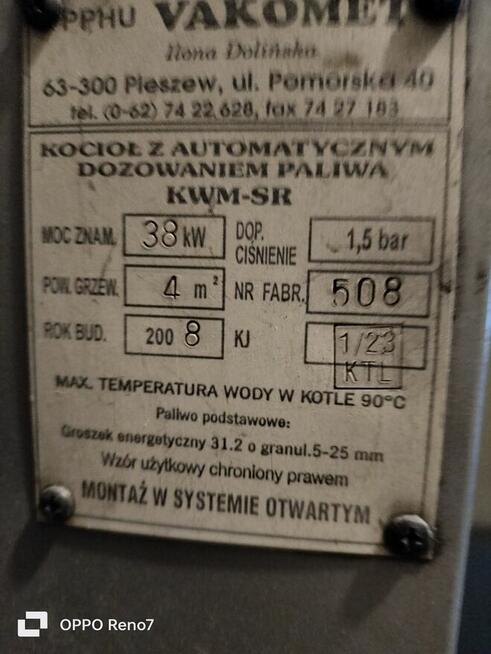 PPHU VAKOMET
Ilona Dolińska
63-300 Pleszew, ul. Pomorska 40
tel. (0-62) 74 22 628, fax 74 27 183
KOCIOŁ Z AUTOMATYCZNYM
DOZOWANIEM PALIWA
KWM-SR
MOC ZNAM. 38 kW DOP. CIŚNIENIE 1,5 bar
POW. GRZEW. 4 m² NR FABR. 508
ROK BUD. 2008 KJ 1/23 KTL
MAX. TEMPERATURA WODY W KOTLE 90°C
Paliwo podstawowe:
Groszek energetyczny 31.2 o granul.5-25 mm
Wzór użytkowy chroniony prawem
MONTAŻ W SYSTEMIE OTWARTYM
OPPO Reno7